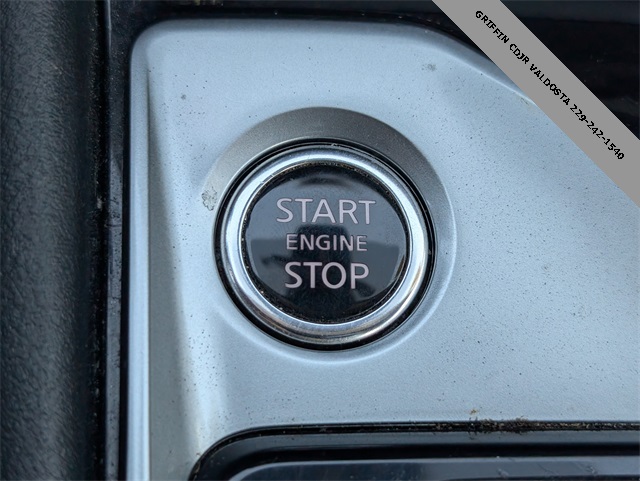 GRIFFIN CDJR VALDOSTA 229-242-1540
START
ENGINE
STOP